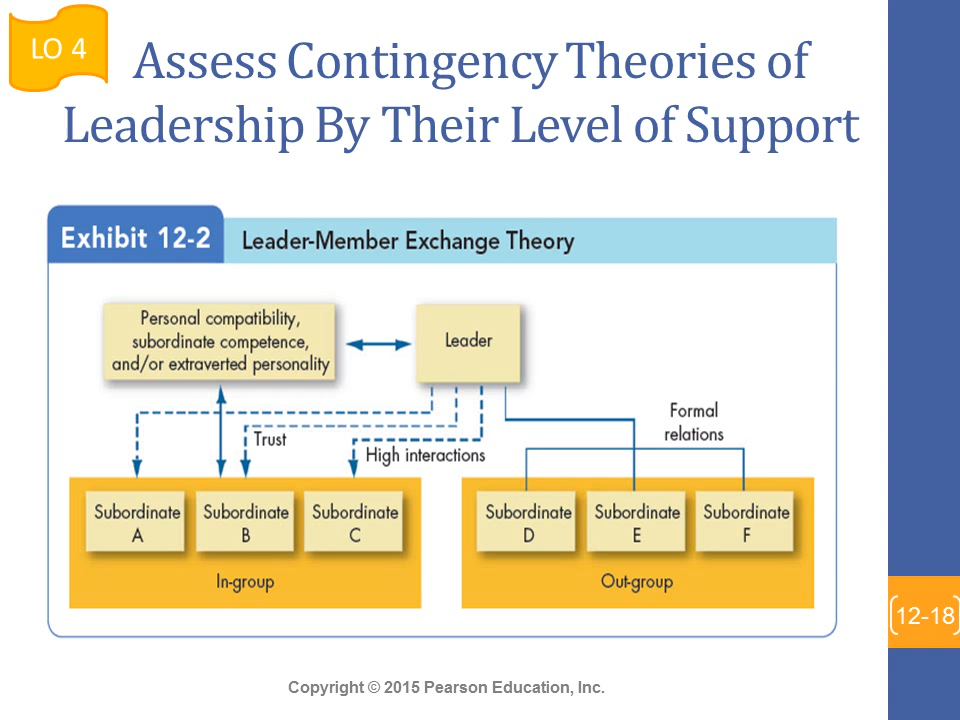 LO 4
Assess Contingency Theories of
Leadership By Their Level of Support
Exhibit 12-2
Leader-Member Exchange Theory
Personal compatibility,
subordinate competence,
and/or extraverted personality
Leader
Trust
High interactions
Formal
relations
Subordinate
A
Subordinate
B
Subordinate
C
In-group
Subordinate
D
Subordinate
E
Subordinate
F
Out-group
12-18
Copyright © 2015 Pearson Education, Inc.